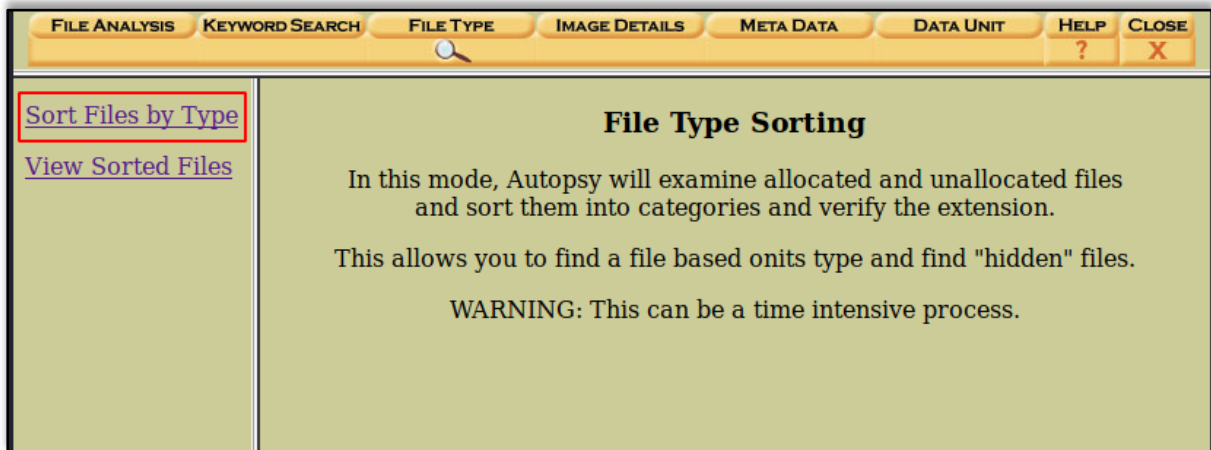 FILE ANALYSIS KEYWORD SEARCH FILE TYPE IMAGE DETAILS META DATA DATA UNIT HELP CLOSE
? X
Sort Files by Type
View Sorted Files
File Type Sorting
In this mode, Autopsy will examine allocated and unallocated files
and sort them into categories and verify the extension.
This allows you to find a file based onits type and find "hidden" files.
WARNING: This can be a time intensive process.